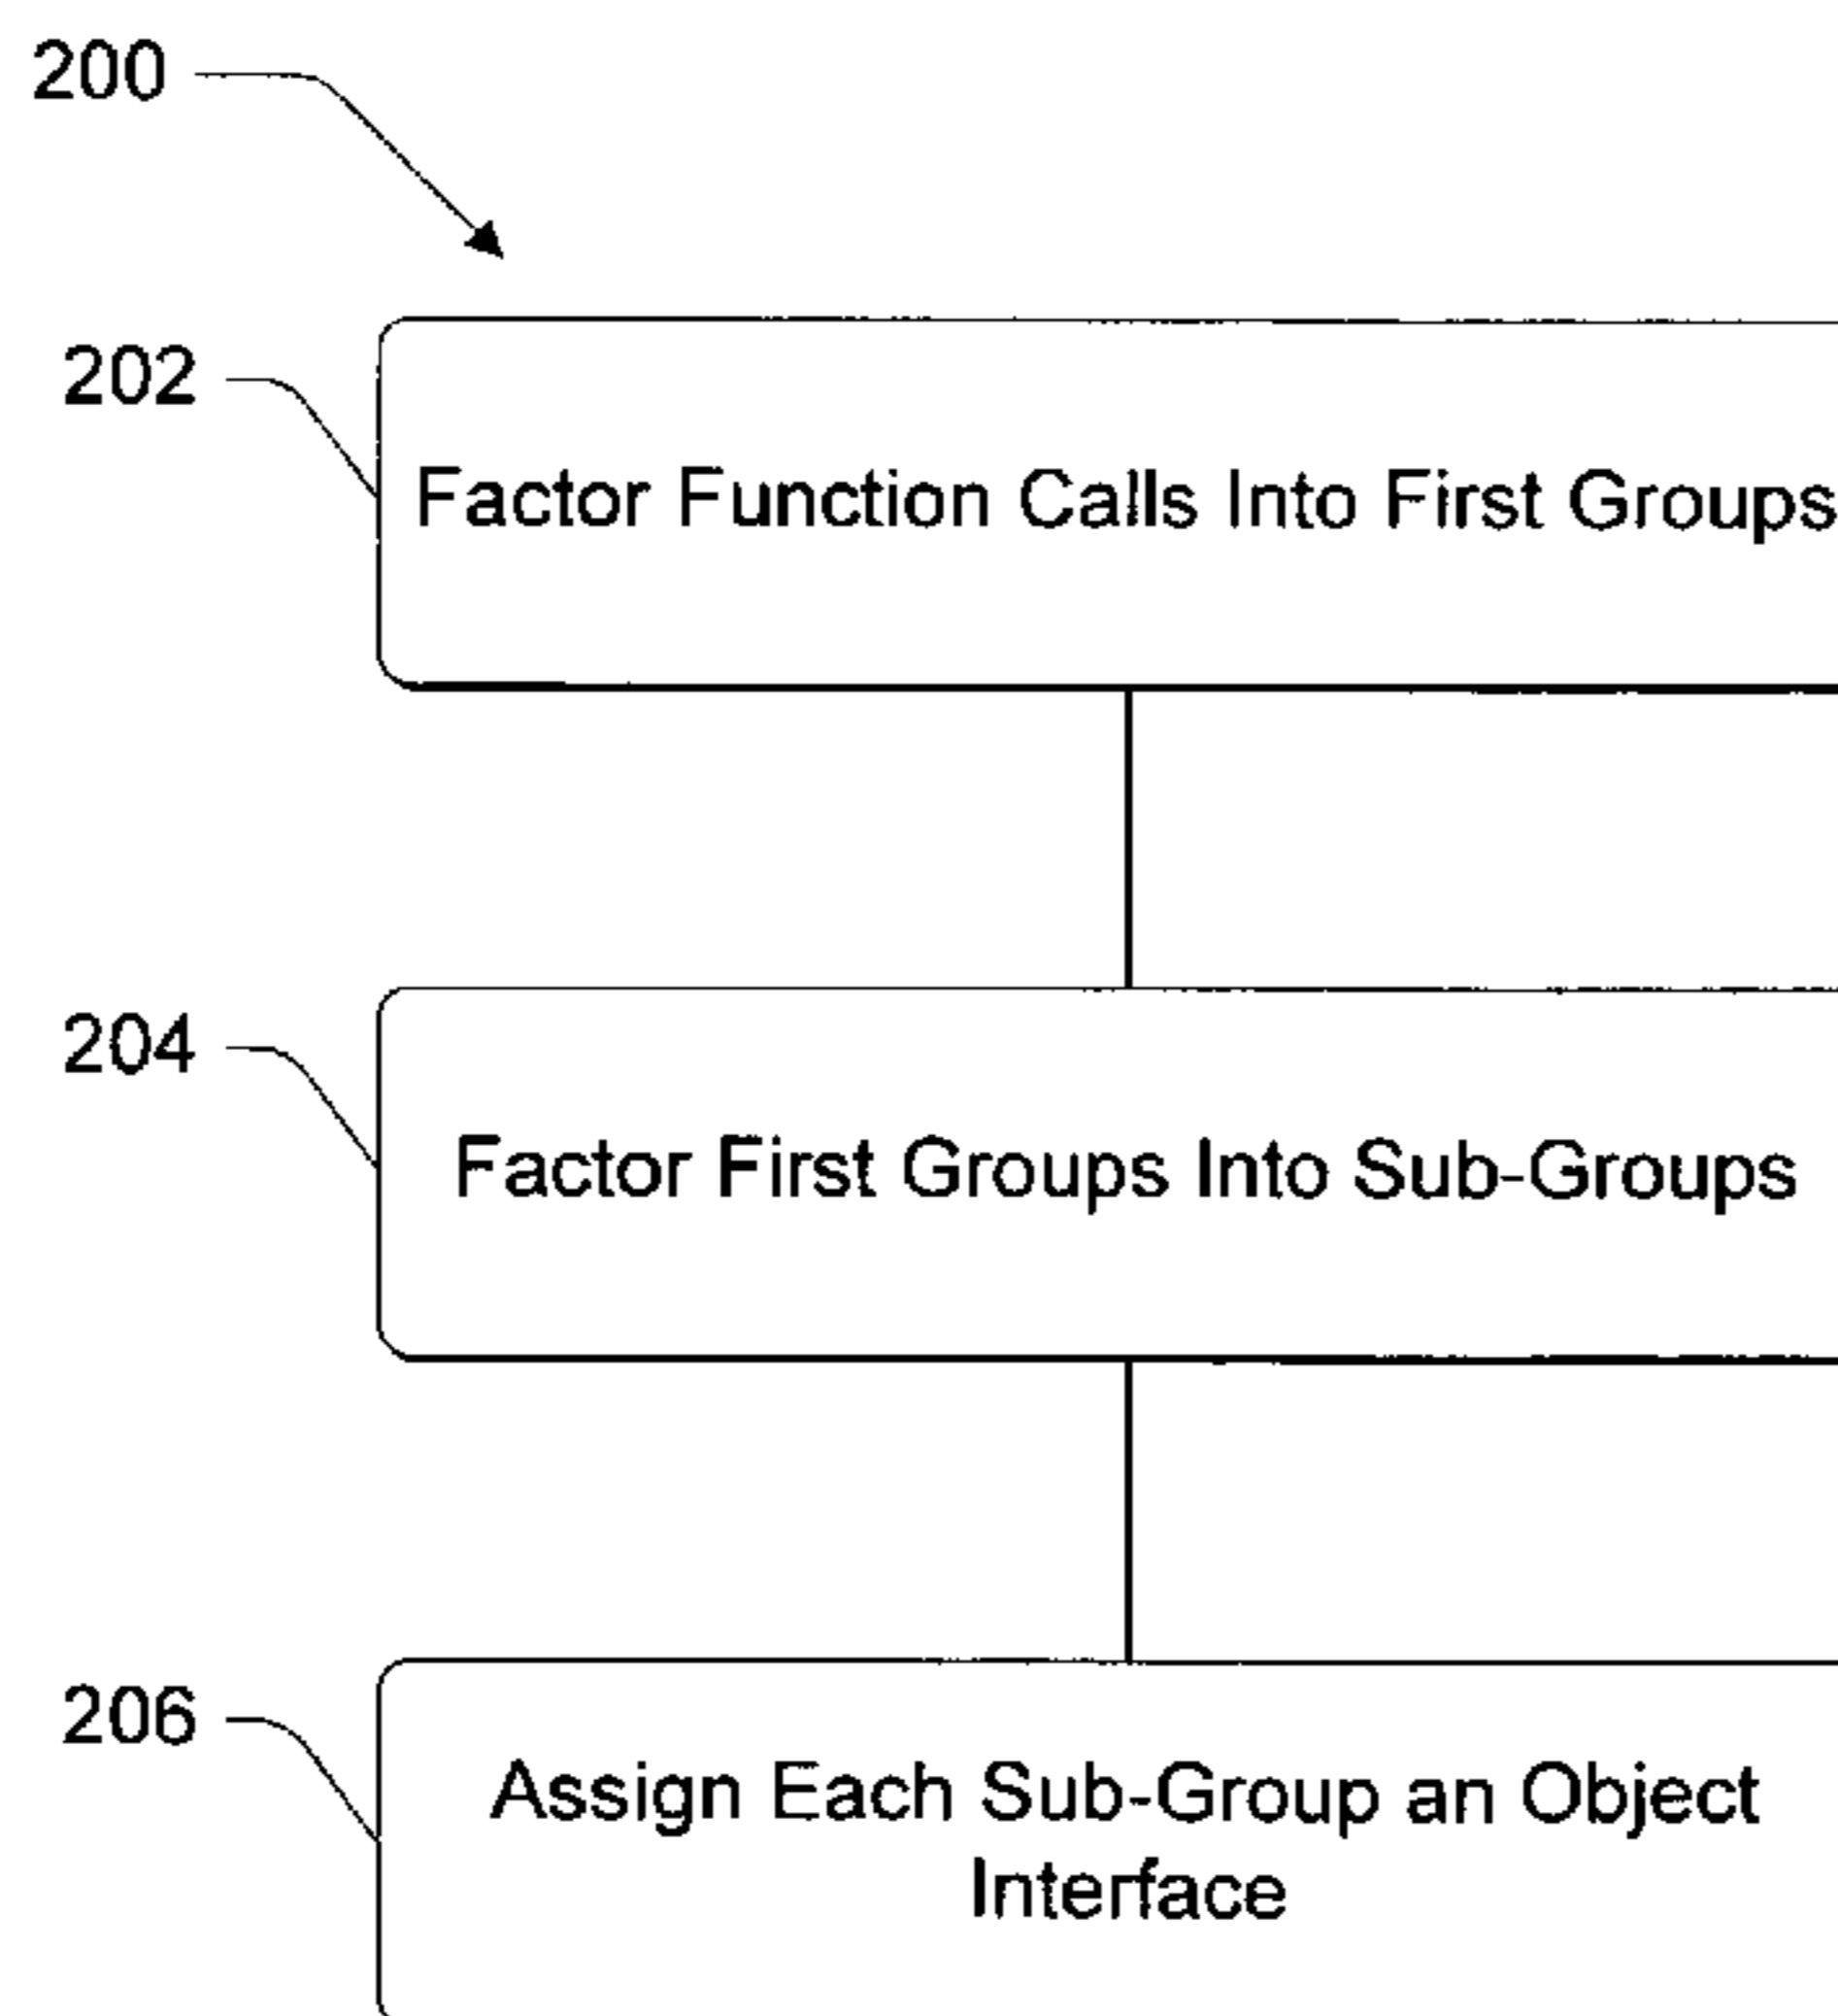 200
202
Factor Function Calls Into First Groups
204
Factor First Groups Into Sub-Groups
206
Assign Each Sub-Group an Object
Interface